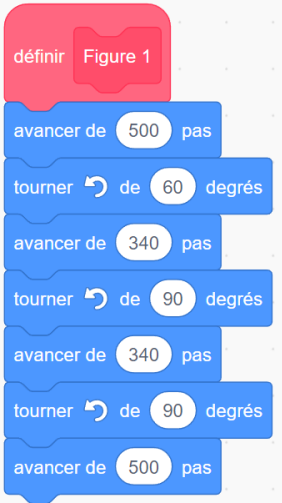 définir Figure 1
avancer de 500 pas
tourner de 60 degrés
avancer de 340 pas
tourner de 90 degrés
avancer de 340 pas
tourner de 90 degrés
avancer de 500 pas